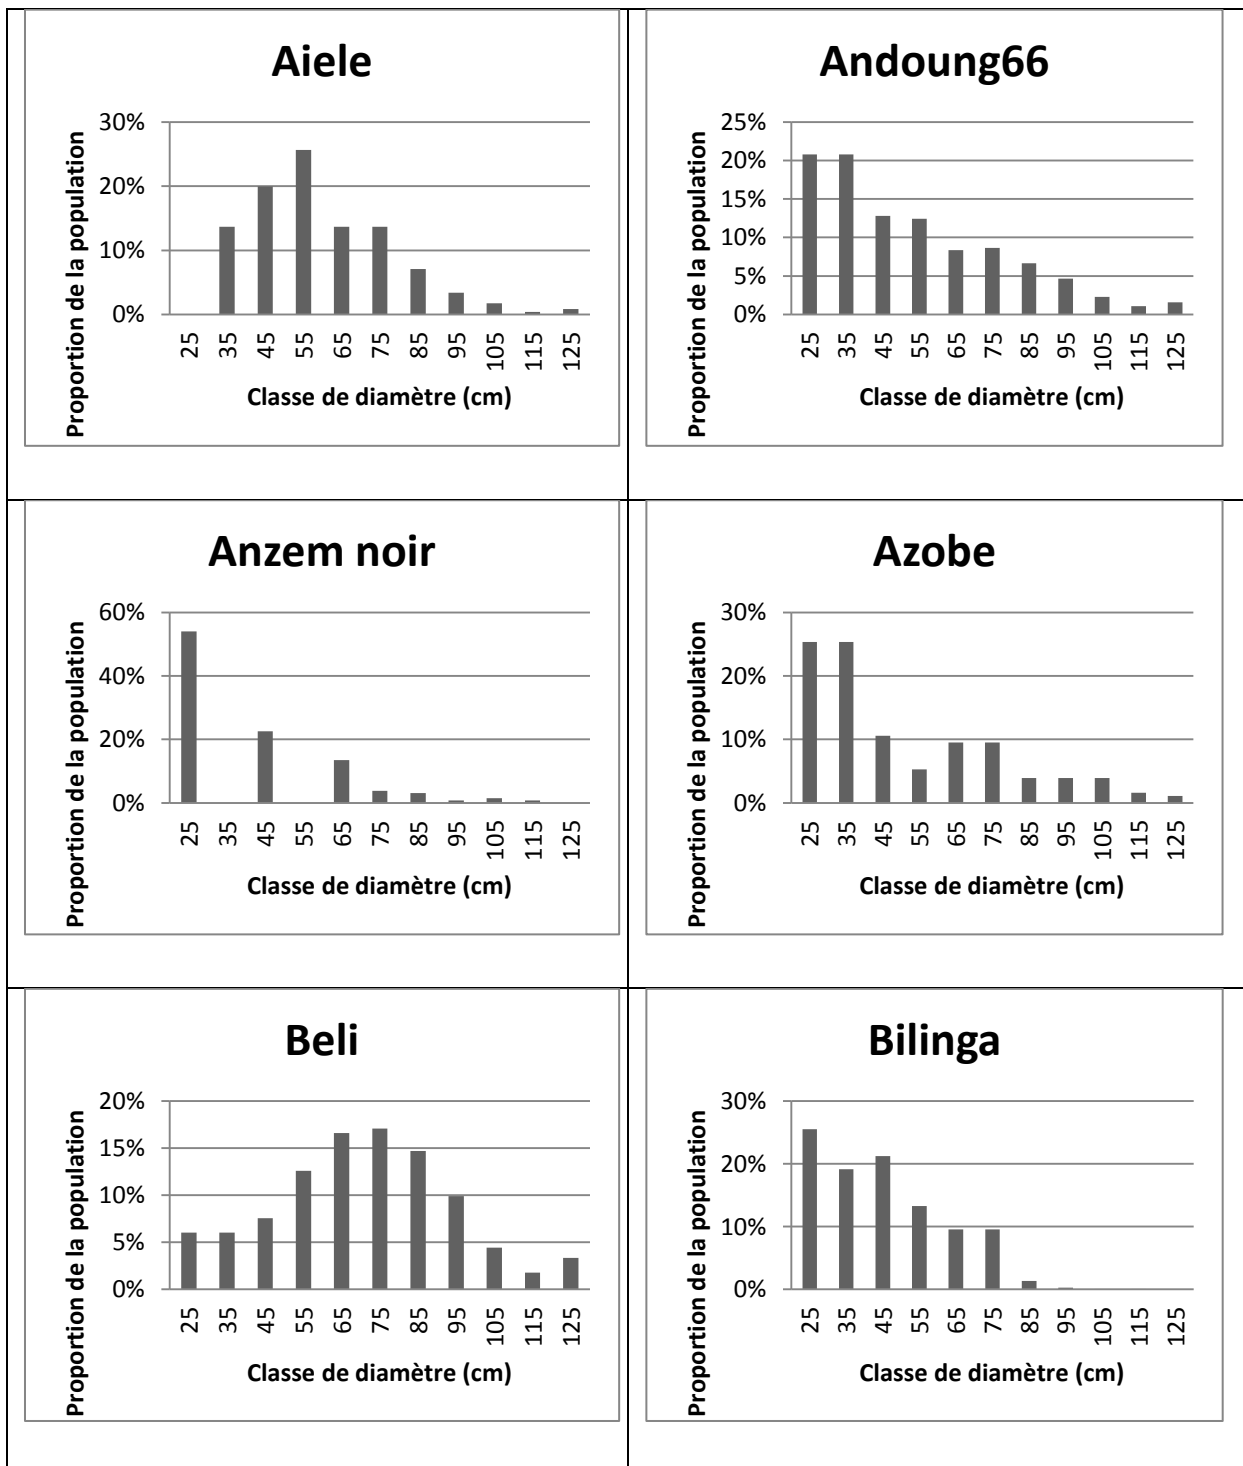 Aiele
Proportion de la population
30%
20%
10%
0%
25 35 45 55 65 75 85 95 105 115 125
Classe de diamètre (cm)
Andoung66
Proportion de la population
25%
20%
15%
10%
5%
0%
25 35 45 55 65 75 85 95 105 115 125
Classe de diamètre (cm)
Anzem noir
Proportion de la population
60%
40%
20%
0%
25 35 45 55 65 75 85 95 105 115 125
Classe de diamètre (cm)
Azobe
Proportion de la population
30%
20%
10%
0%
25 35 45 55 65 75 85 95 105 115 125
Classe de diamètre (cm)
Beli
Proportion de la population
20%
15%
10%
5%
0%
25 35 45 55 65 75 85 95 105 115 125
Classe de diamètre (cm)
Bilinga
Proportion de la population
30%
20%
10%
0%
25 35 45 55 65 75 85 95 105 115 125
Classe de diamètre (cm)